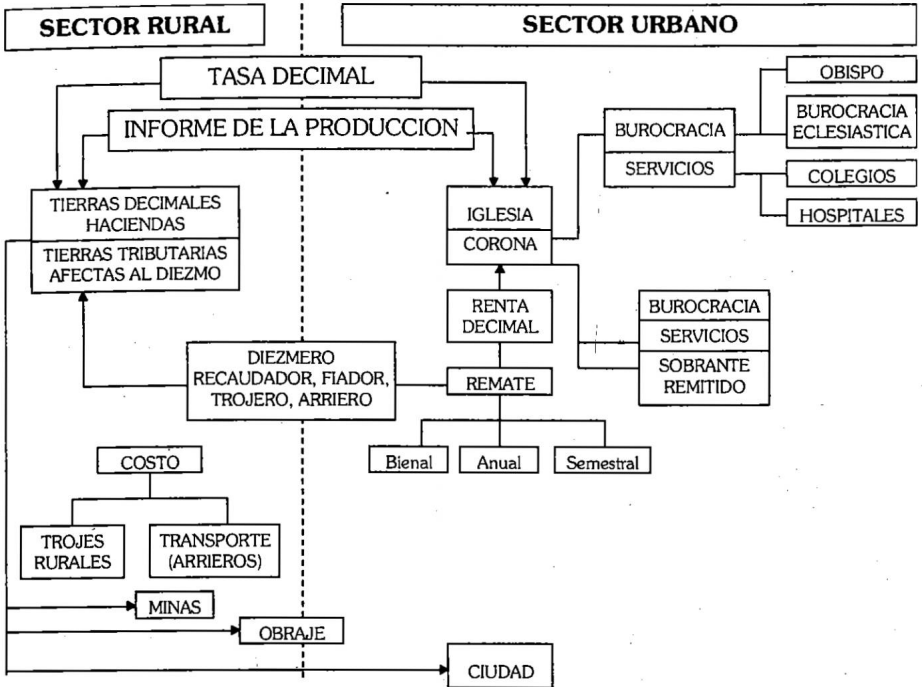 SECTOR RURAL
SECTOR URBANO
TASA DECIMAL
INFORME DE LA PRODUCCION
TIERRAS DECIMALES
HACIENDAS
TIERRAS TRIBUTARIAS
AFECTAS AL DIEZMO
IGLESIA
CORONA
BUROCRACIA
SERVICIOS
OBISPO
BUROCRACIA
ECLESIASTICA
COLEGIOS
HOSPITALES
RENTA
DECIMAL
BUROCRACIA
SERVICIOS
SOBRANTE
REMITIDO
DIEZMERO
RECAUDADOR, FIADOR,
TROJERO, ARRIERO
REMATE
Bienal
Anual
Semestral
COSTO
TROJES
RURALES
TRANSPORTE
(ARRIEROS)
MINAS
OBRAJE
CIUDAD